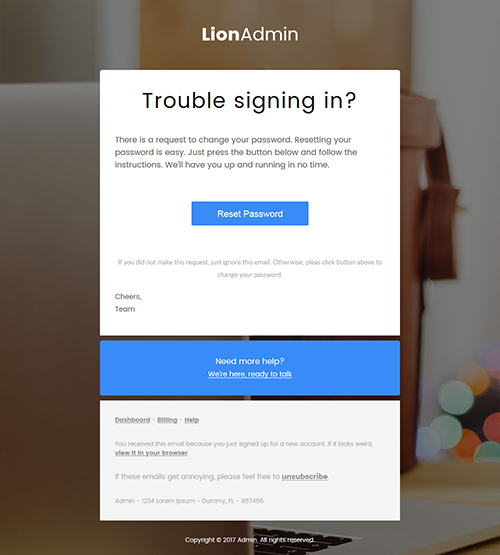 LionAdmin
Trouble signing in?
There is a request to change your password. Resetting your
password is easy. Just press the button below and follow the
instructions. We'll have you up and running in no time.
Reset Password
If you did not make this request, just ignore this email. Otherwise, pleas click button above to
change your password.
Cheers,
Team
Need more help?
We're here, ready to talk
Dashboard - Billing - Help
You received this email because you just signed up for a new account. If it looks weird,
view it in your browser.
If these emails get annoying, please feel free to unsubscribe.
Admin - 1234 Lorem Ipsum - Dummy, FL - 987456
Copyright © 2017 Admin. All rights reserved.